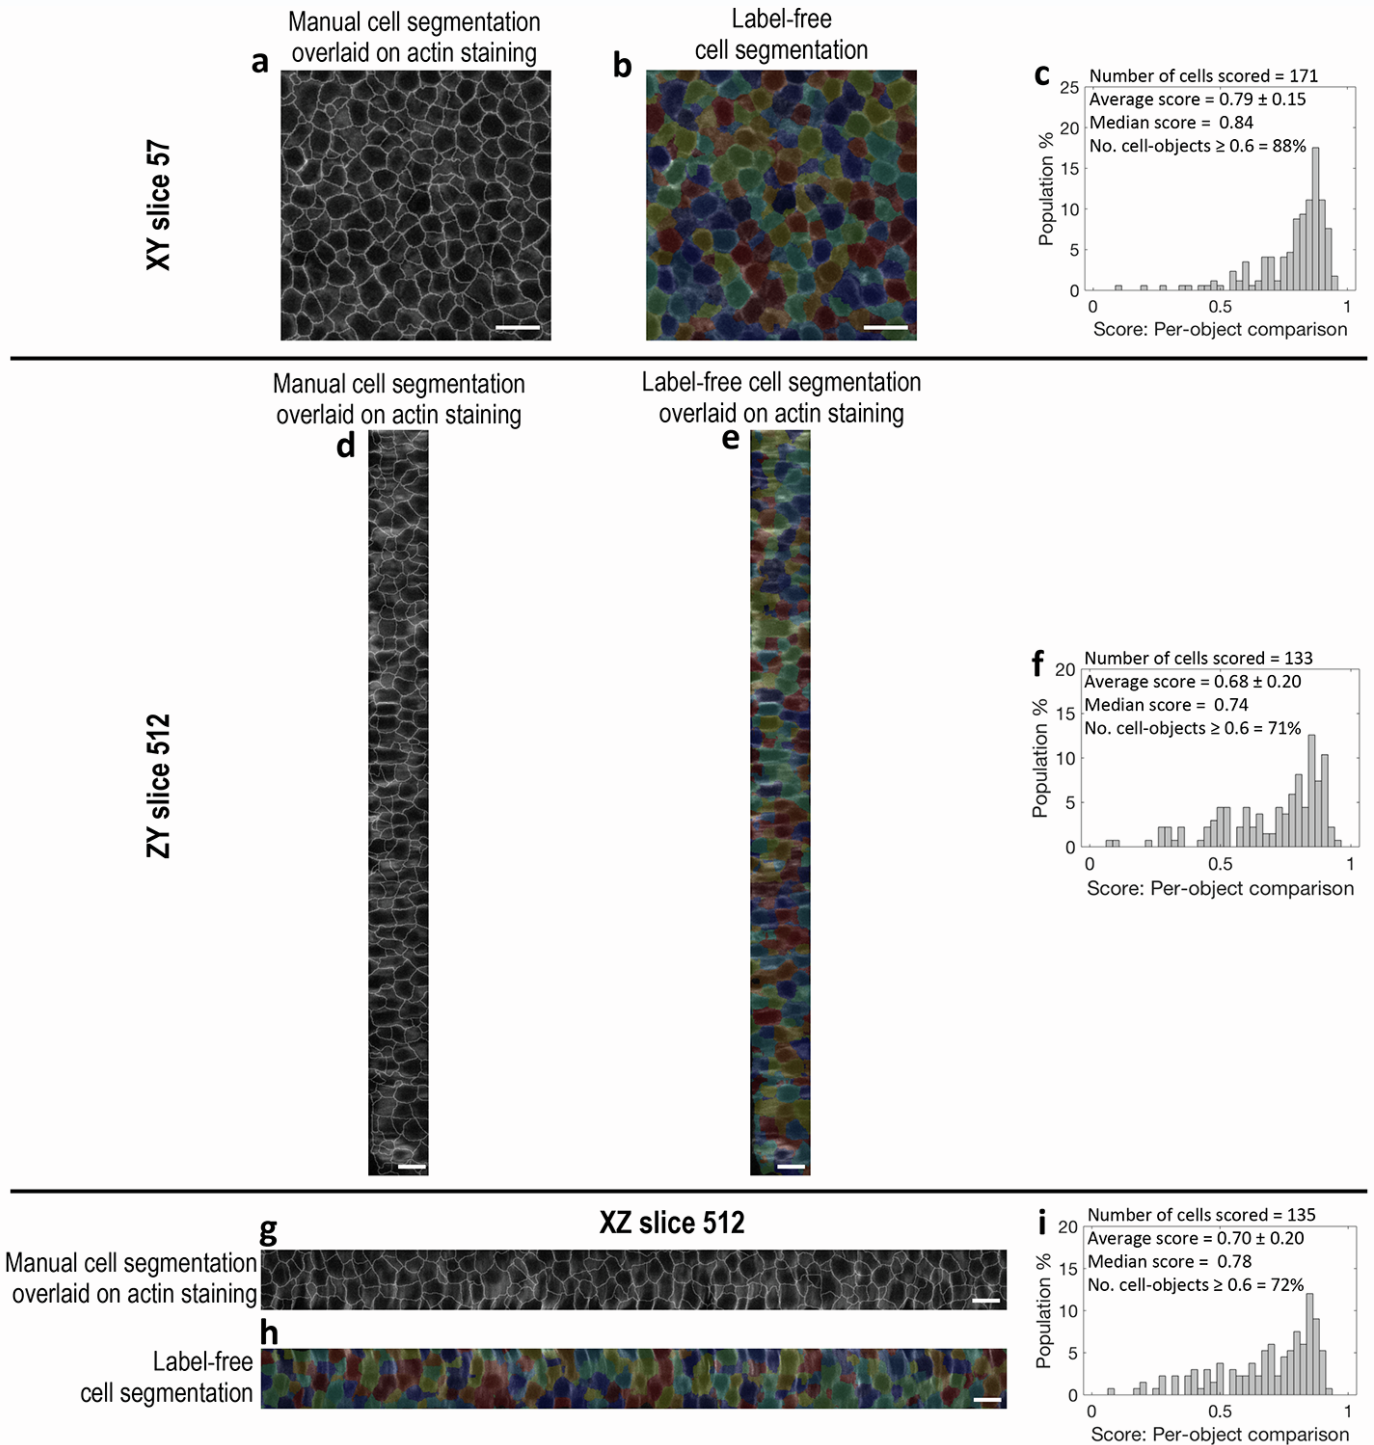 Manual cell segmentation
overlaid on actin staining
Label-free
cell segmentation
a
b
c
XY slice 57
Number of cells scored = 171
Average score = 0.79 ± 0.15
Median score = 0.84
No. cell-objects ≥ 0.6 = 88%
Population %
25
20
15
10
5
0
0 0.5 1
Score: Per-object comparison
Manual cell segmentation
overlaid on actin staining
Label-free cell segmentation
overlaid on actin staining
d
e
f
ZY slice 512
Number of cells scored = 133
Average score = 0.68 ± 0.20
Median score = 0.74
No. cell-objects ≥ 0.6 = 71%
Population %
20
15
10
5
0
0 0.5 1
Score: Per-object comparison
XZ slice 512
g
Manual cell segmentation
overlaid on actin staining
h
Label-free
cell segmentation
i
Number of cells scored = 135
Average score = 0.70 ± 0.20
Median score = 0.78
No. cell-objects ≥ 0.6 = 72%
Population %
20
15
10
5
0
0 0.5 1
Score: Per-object comparison